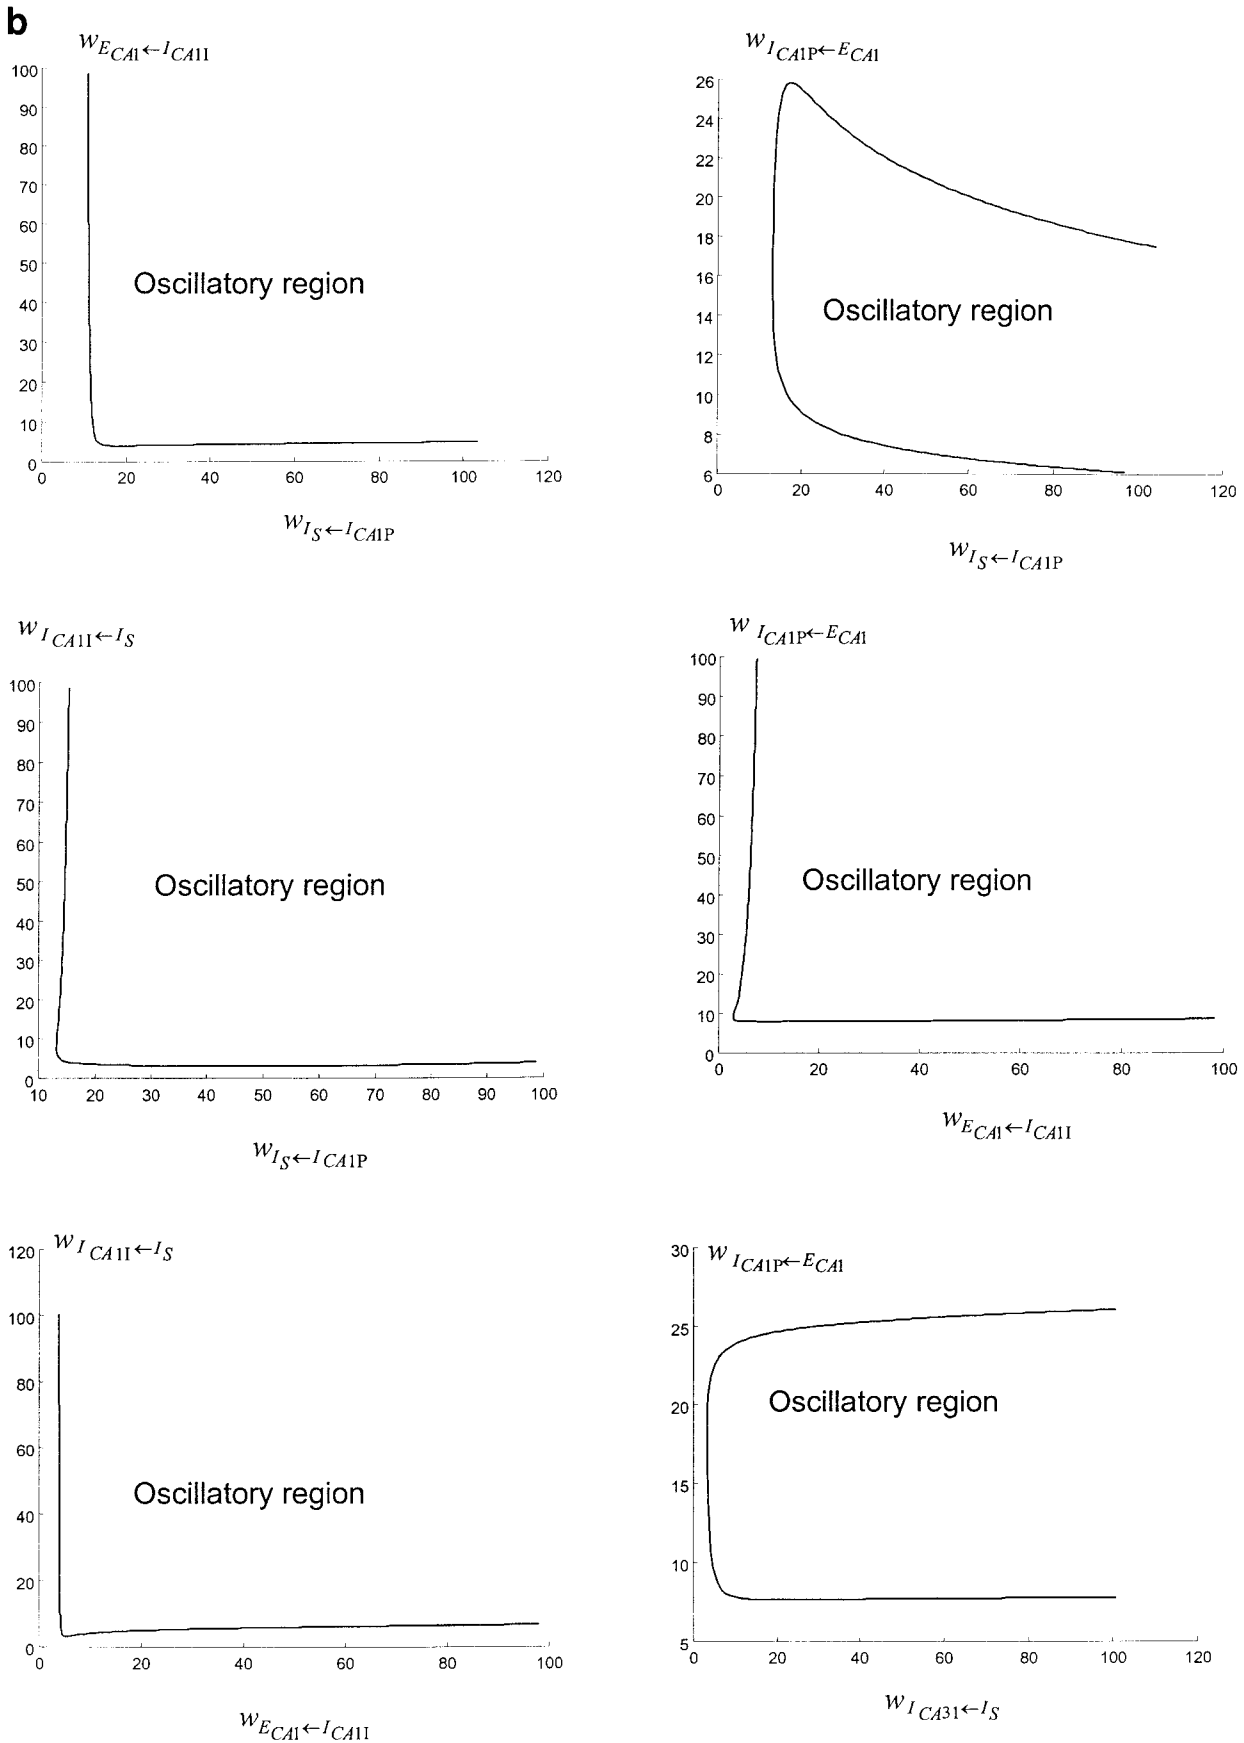 b
w_{E_{CA1}←I_{CA1I}}
100
90
80
70
60
50
40
30
20
10
0
Oscillatory region
0 20 40 60 80 100 120
w_{I_S←I_{CA1P}}
w_{I_{CA1P}←E_{CA1}}
26
24
22
20
18
16
14
12
10
8
6
Oscillatory region
0 20 40 60 80 100 120
w_{I_S←I_{CA1P}}
w_{I_{CA1I}←I_S}
100
90
80
70
60
50
40
30
20
10
0
Oscillatory region
10 20 30 40 50 60 70 80 90 100
w_{I_S←I_{CA1P}}
w_{I_{CA1P}←E_{CA1}}
100
90
80
70
60
50
40
30
20
10
0
Oscillatory region
0 20 40 60 80 100
w_{E_{CA1}←I_{CA1I}}
w_{I_{CA1I}←I_S}
120
100
80
60
40
20
0
Oscillatory region
0 20 40 60 80 100
w_{E_{CA1}←I_{CA1I}}
w_{I_{CA1P}←E_{CA1}}
30
25
20
15
10
5
Oscillatory region
0 20 40 60 80 100 120
w_{I_{CA31}←I_S}